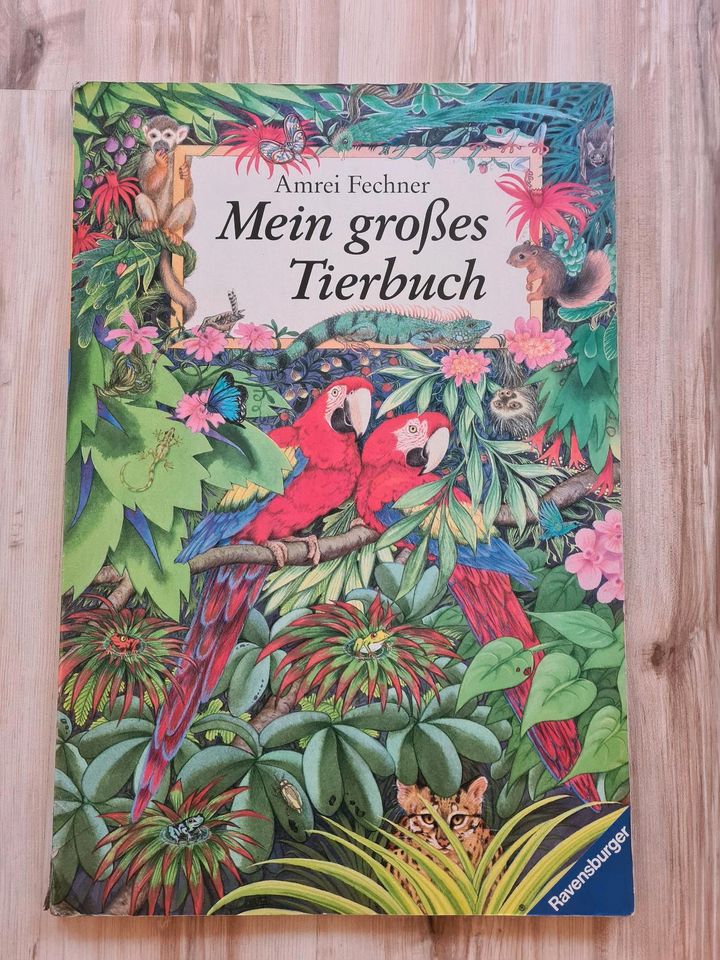 Amrei Fechner
Mein großes
Tierbuch
Ravensburger
®